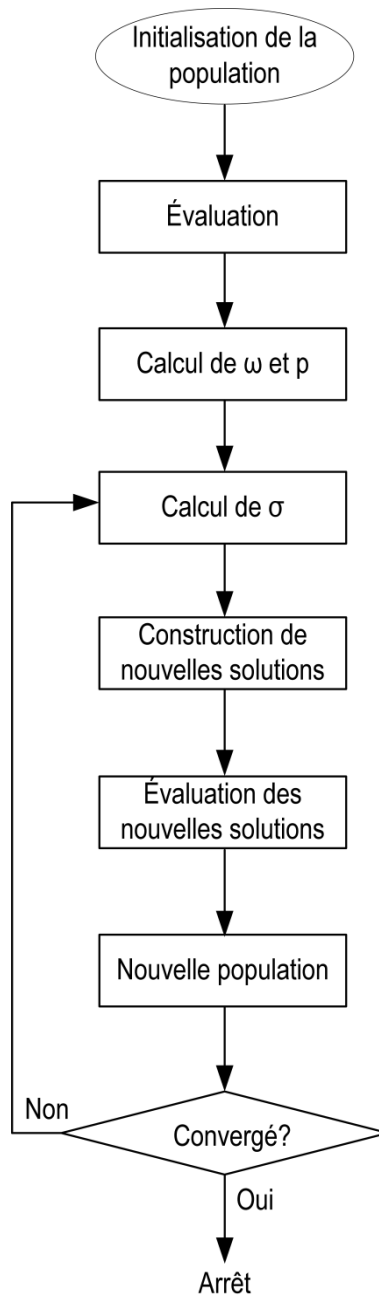 Initialisation de la
population
Évaluation
Calcul de ω et p
Calcul de σ
Construction de
nouvelles solutions
Évaluation des
nouvelles solutions
Nouvelle population
Non
Convergé?
Oui
Arrêt